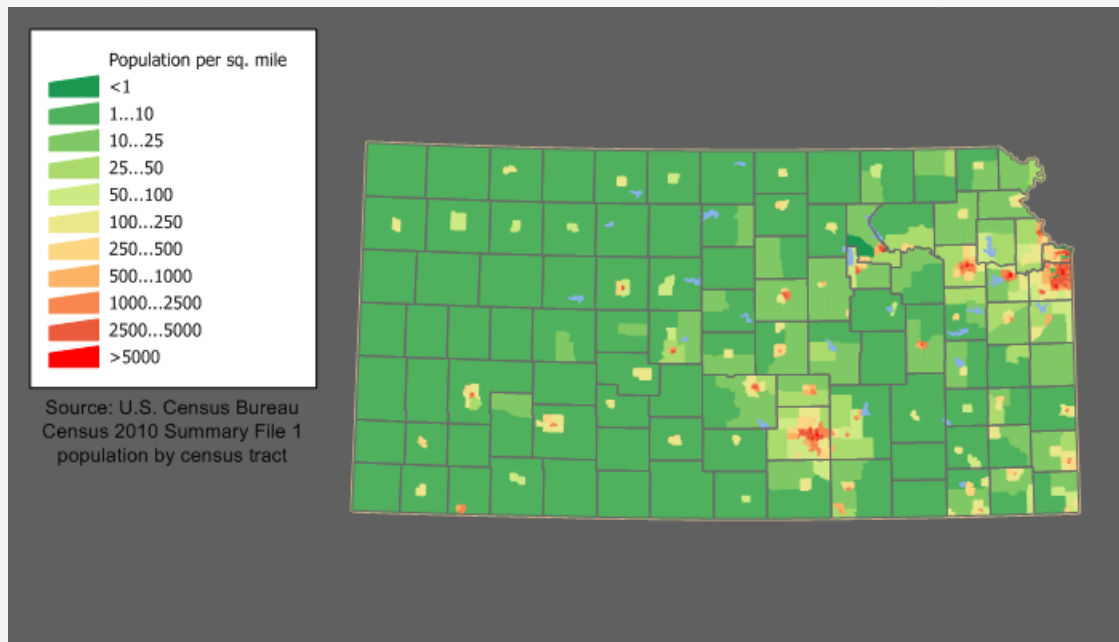 Population per sq. mile
<1
1...10
10...25
25...50
50...100
100...250
250...500
500...1000
1000...2500
2500...5000
>5000
Source: U.S. Census Bureau
Census 2010 Summary File 1
population by census tract